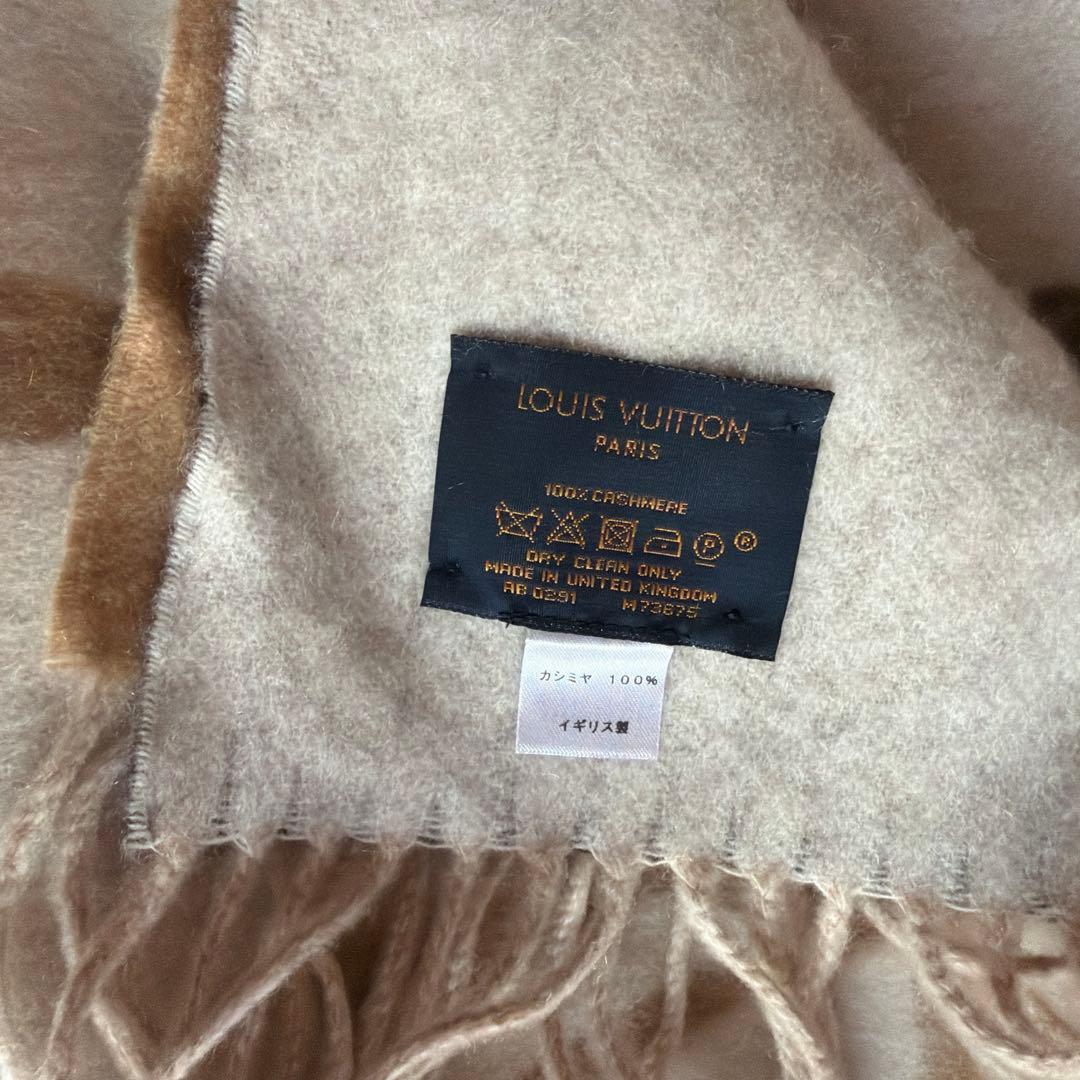 LOUIS VUITTON
PARIS
100% CASHMERE
P ®
DRY CLEAN ONLY
MADE IN UNITED KINGDOM
AB 0291 M73875
カシミヤ 100%
イギリス製